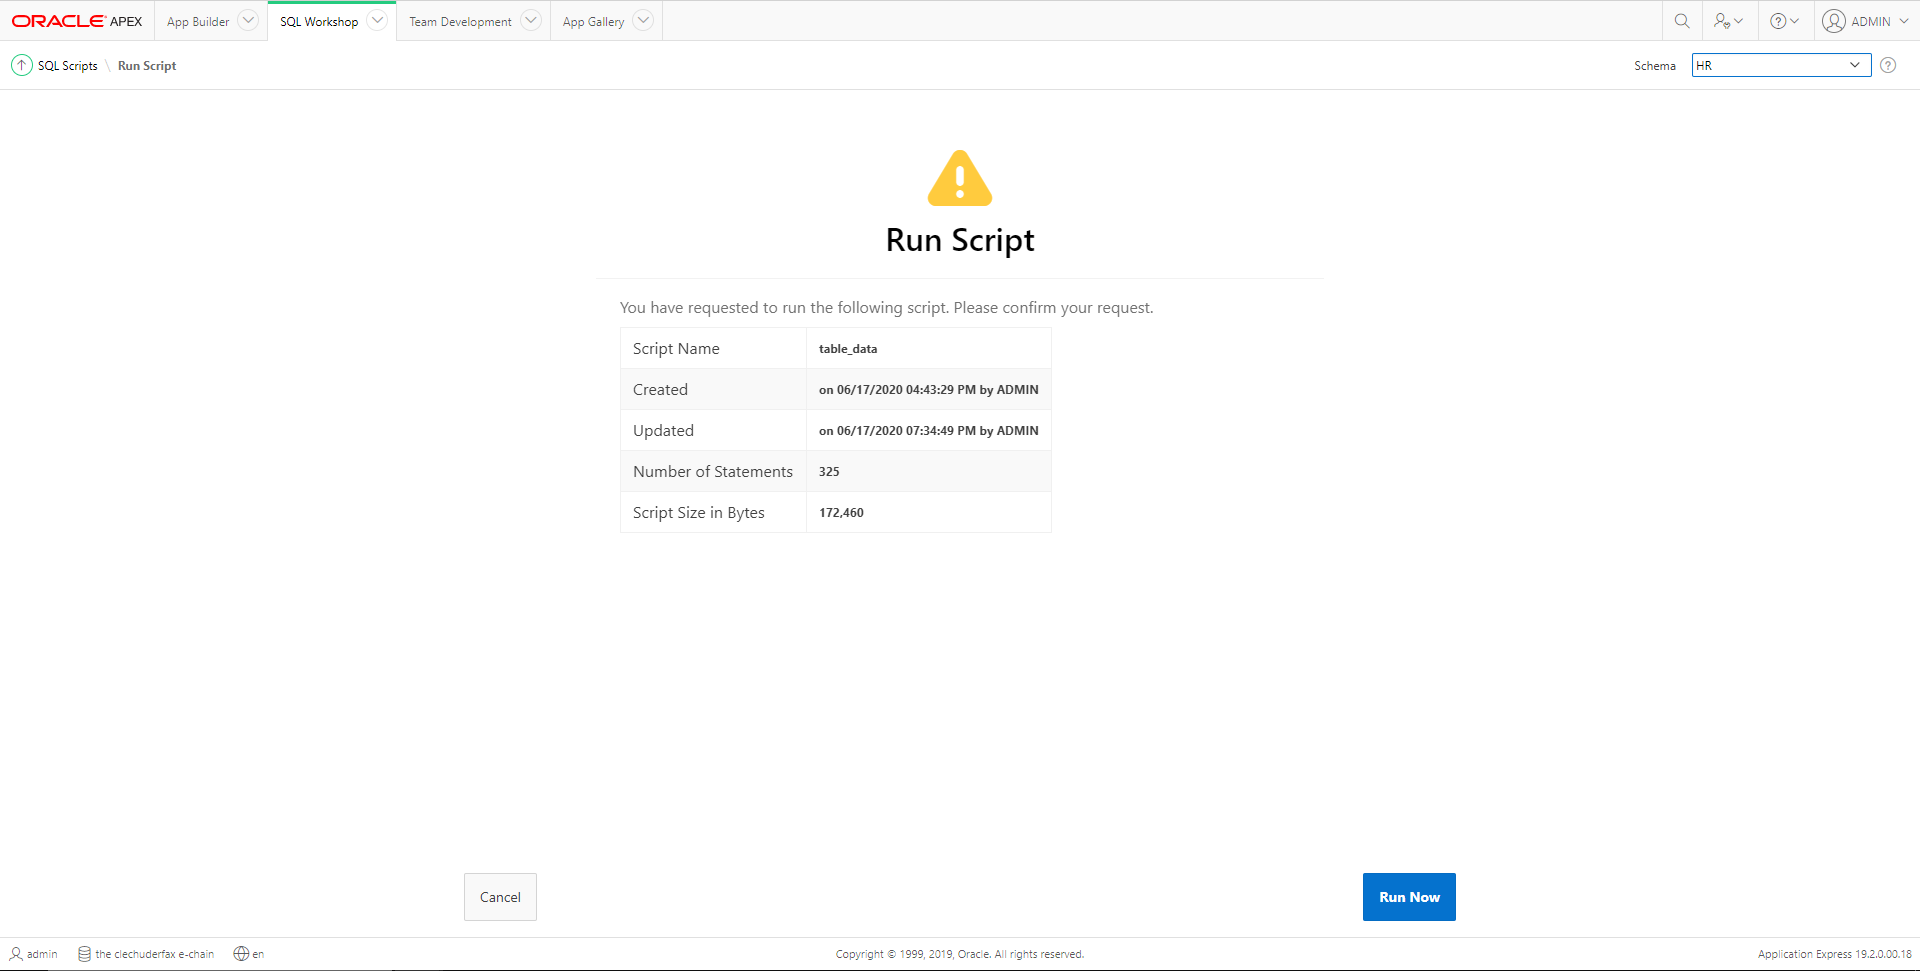 ORACLE APEX App Builder SQL Workshop Team Development App Gallery ADMIN
SQL Scripts \ Run Script Schema HR
Run Script
You have requested to run the following script. Please confirm your request.
Script Name table_data
Created on 06/17/2020 04:43:29 PM by ADMIN
Updated on 06/17/2020 07:34:49 PM by ADMIN
Number of Statements 325
Script Size in Bytes 172,460
Cancel Run Now
admin the clechuderfax e-chain en Copyright © 1999, 2019, Oracle. All rights reserved. Application Express 19.2.0.00.18